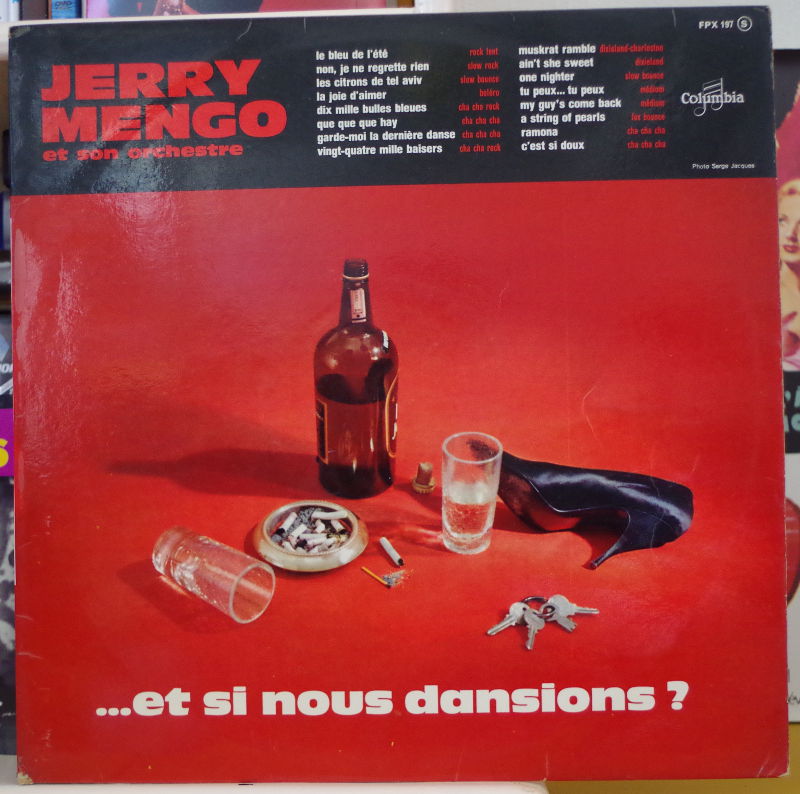 FPX 197 S
JERRY
MENGO
et son orchestre
le bleu de l'été rock lent
non, je ne regrette rien slow rock
les citrons de tel aviv slow bounce
la joie d'aimer boléro
dix mille bulles bleues cha cha rock
que que que hay cha cha cha
garde-moi la dernière danse cha cha cha
vingt-quatre mille baisers cha cha rock
muskrat ramble dixieland-charleston
ain't she sweet dixieland
one nighter slow bounce
tu peux... tu peux médium
my guy's come back médium
a string of pearls fox bounce
ramona cha cha cha
c'est si doux cha cha cha
Columbia
Photo Serge Jacques
...et si nous dansions ?